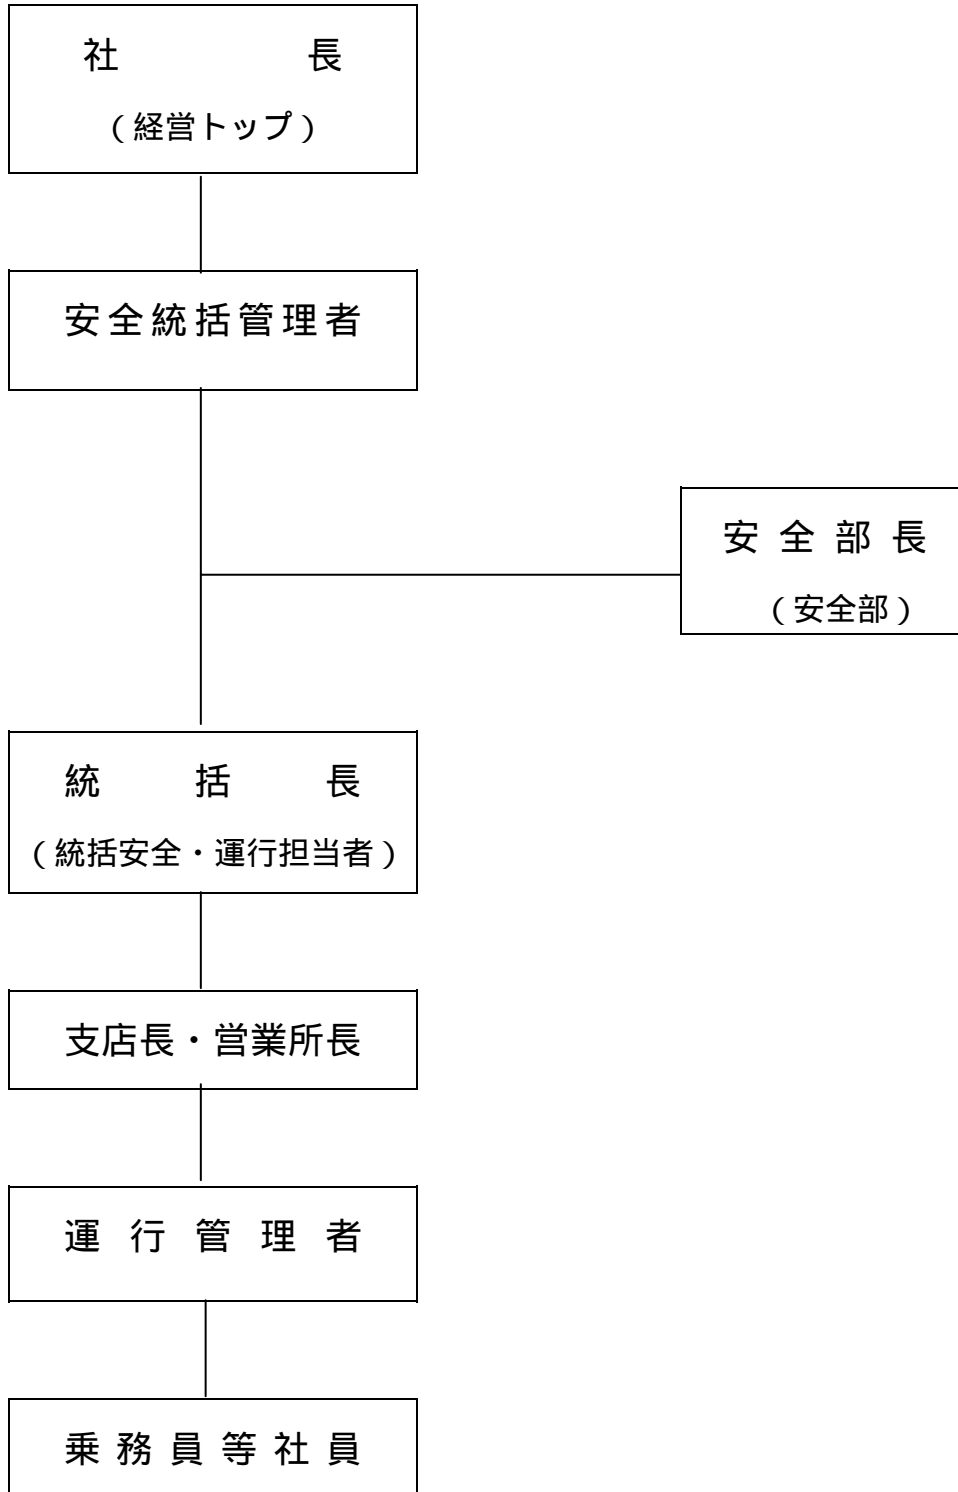 社長
(経営トップ)
安全統括管理者
安全部長
(安全部)
統括長
(統括安全・運行担当者)
支店長・営業所長
運行管理者
乗務員等社員